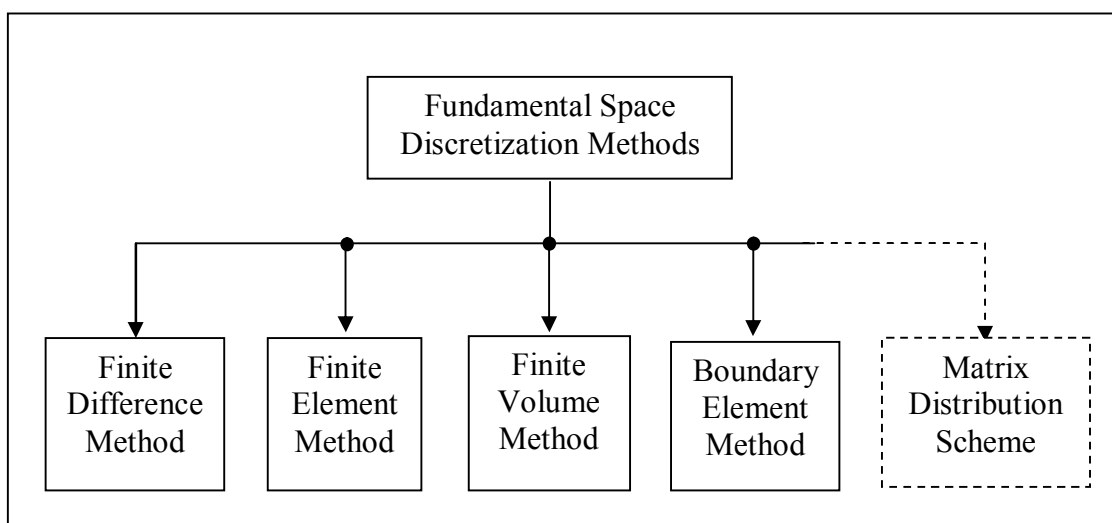 Fundamental Space
Discretization Methods
Finite
Difference
Method
Finite
Element
Method
Finite
Volume
Method
Boundary
Element
Method
Matrix
Distribution
Scheme